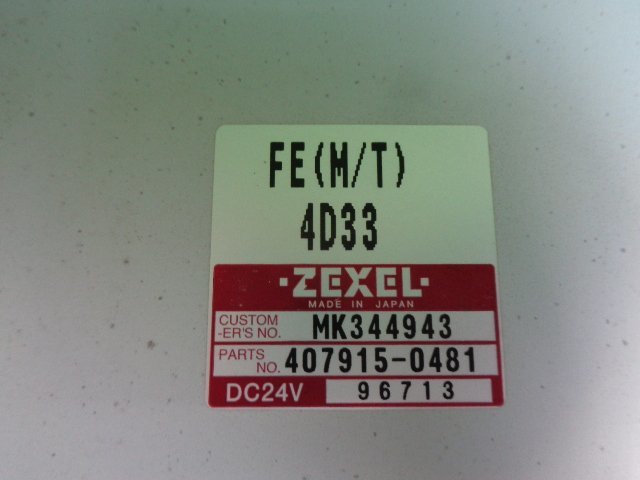 FE(M/T)
4D33
·ZEXEL·
MADE IN JAPAN
CUSTOM
-ER'S NO. MK344943
PARTS
NO. 407915-0481
DC24V 96713